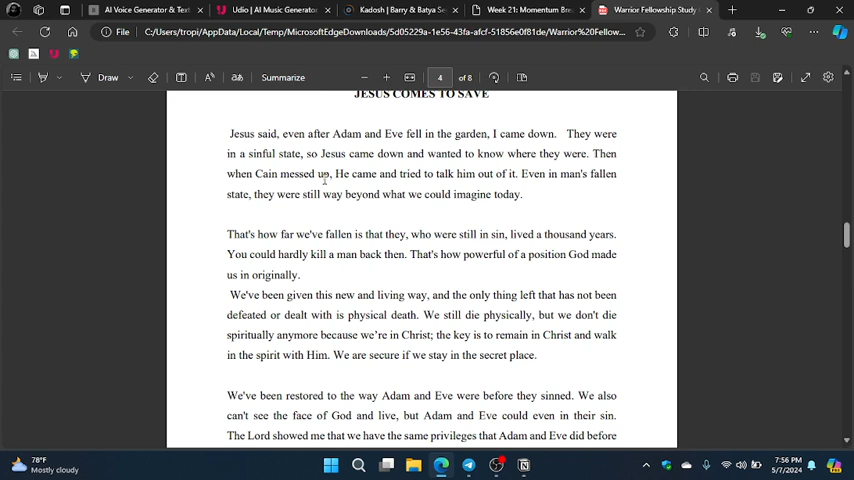 AI Voice Generator & Text
Udio | AI Music Generator
Kadosh | Barry & Batya Se
Week 21: Momentum Bre
Warrior Fellowship Study
File
C:/Users/tropi/AppData/Local/Temp/MicrosoftEdgeDownloads/5d05229a-1e56-43fa-afcf-51856e0f81de/Warrior%20Fellow...
Draw
Summarize
4 of 8
JESUS COMES TO SAVE
Jesus said, even after Adam and Eve fell in the garden, I came down. They were
in a sinful state, so Jesus came down and wanted to know where they were. Then
when Cain messed up, He came and tried to talk him out of it. Even in man's fallen
state, they were still way beyond what we could imagine today.
That's how far we've fallen is that they, who were still in sin, lived a thousand years.
You could hardly kill a man back then. That's how powerful of a position God made
us in originally.
We've been given this new and living way, and the only thing left that has not been
defeated or dealt with is physical death. We still die physically, but we don't die
spiritually anymore because we're in Christ; the key is to remain in Christ and walk
in the spirit with Him. We are secure if we stay in the secret place.
We've been restored to the way Adam and Eve were before they sinned. We also
can't see the face of God and live, but Adam and Eve could even in their sin.
The Lord showed me that we have the same privileges that Adam and Eve did before
78°F
Mostly cloudy
7:56 PM
5/7/2024